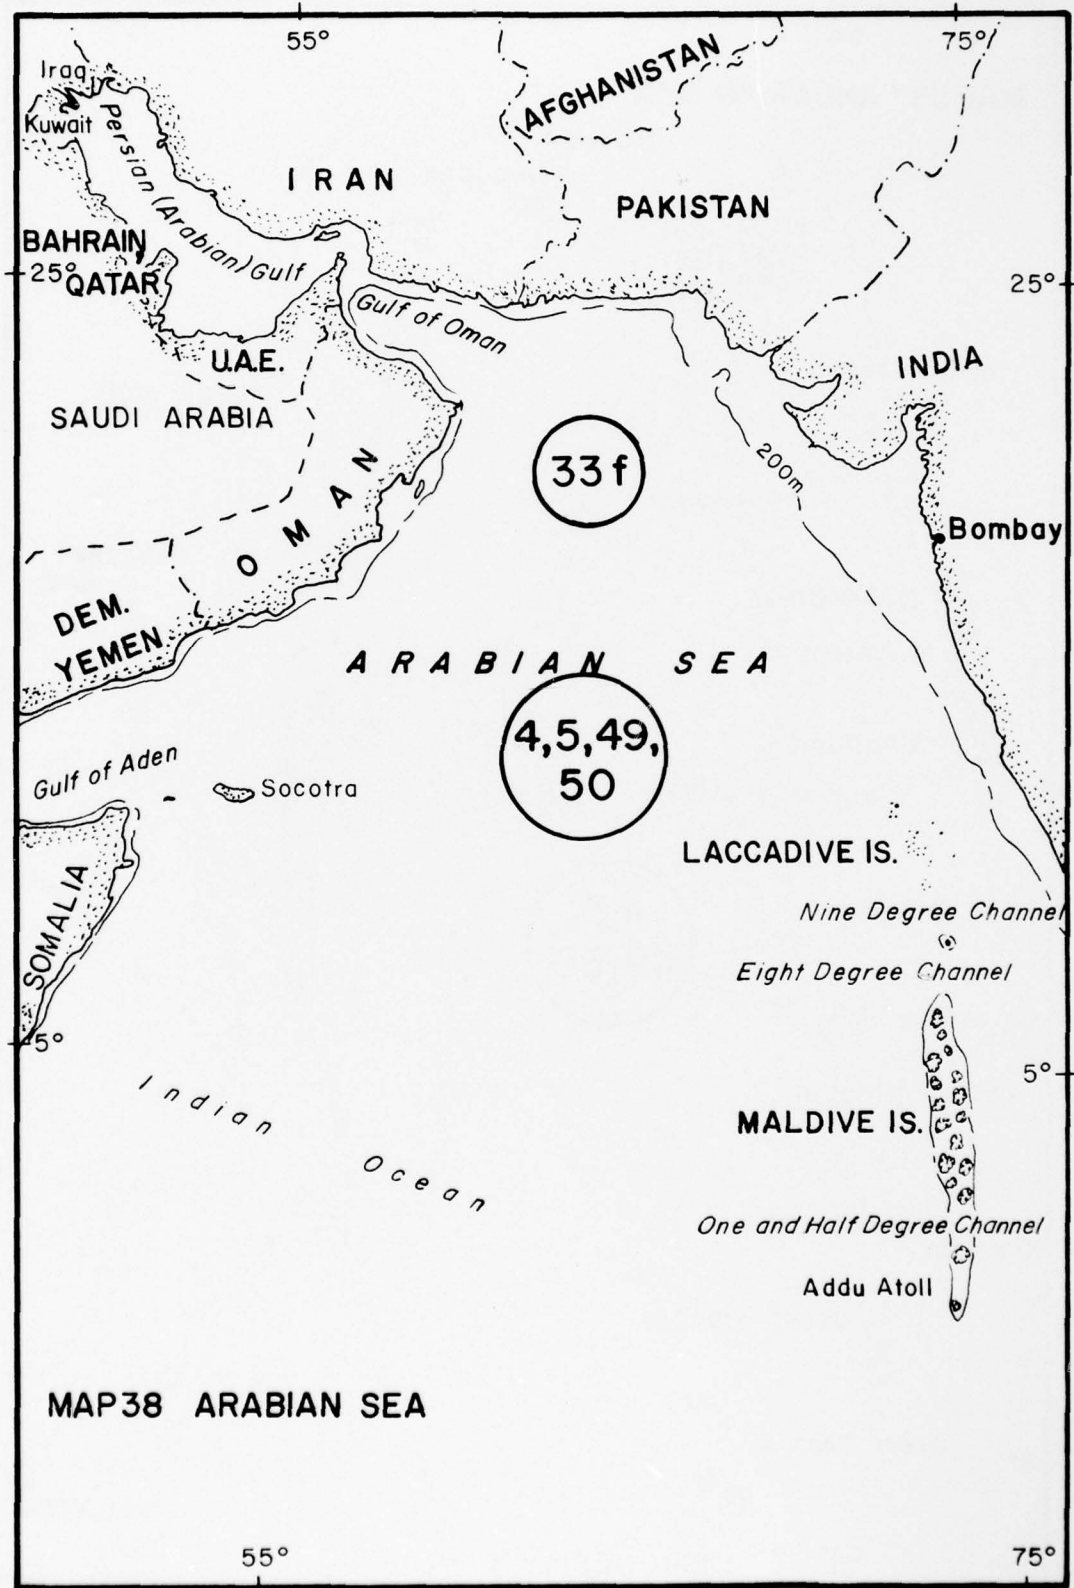 55°
75°
AFGHANISTAN
Iraq
Kuwait
Persian (Arabian) Gulf
IRAN
PAKISTAN
BAHRAIN
25°
QATAR
25°
Gulf of Oman
U.A.E.
INDIA
SAUDI ARABIA
33f
200m
OMAN
Bombay
DEM.
YEMEN
ARABIAN SEA
4,5,49,
50
Gulf of Aden
Socotra
LACCADIVE IS.
SOMALIA
Nine Degree Channel
Eight Degree Channel
5°
5°
Indian
Ocean
MALDIVE IS.
One and Half Degree Channel
Addu Atoll
MAP 38 ARABIAN SEA
55°
75°